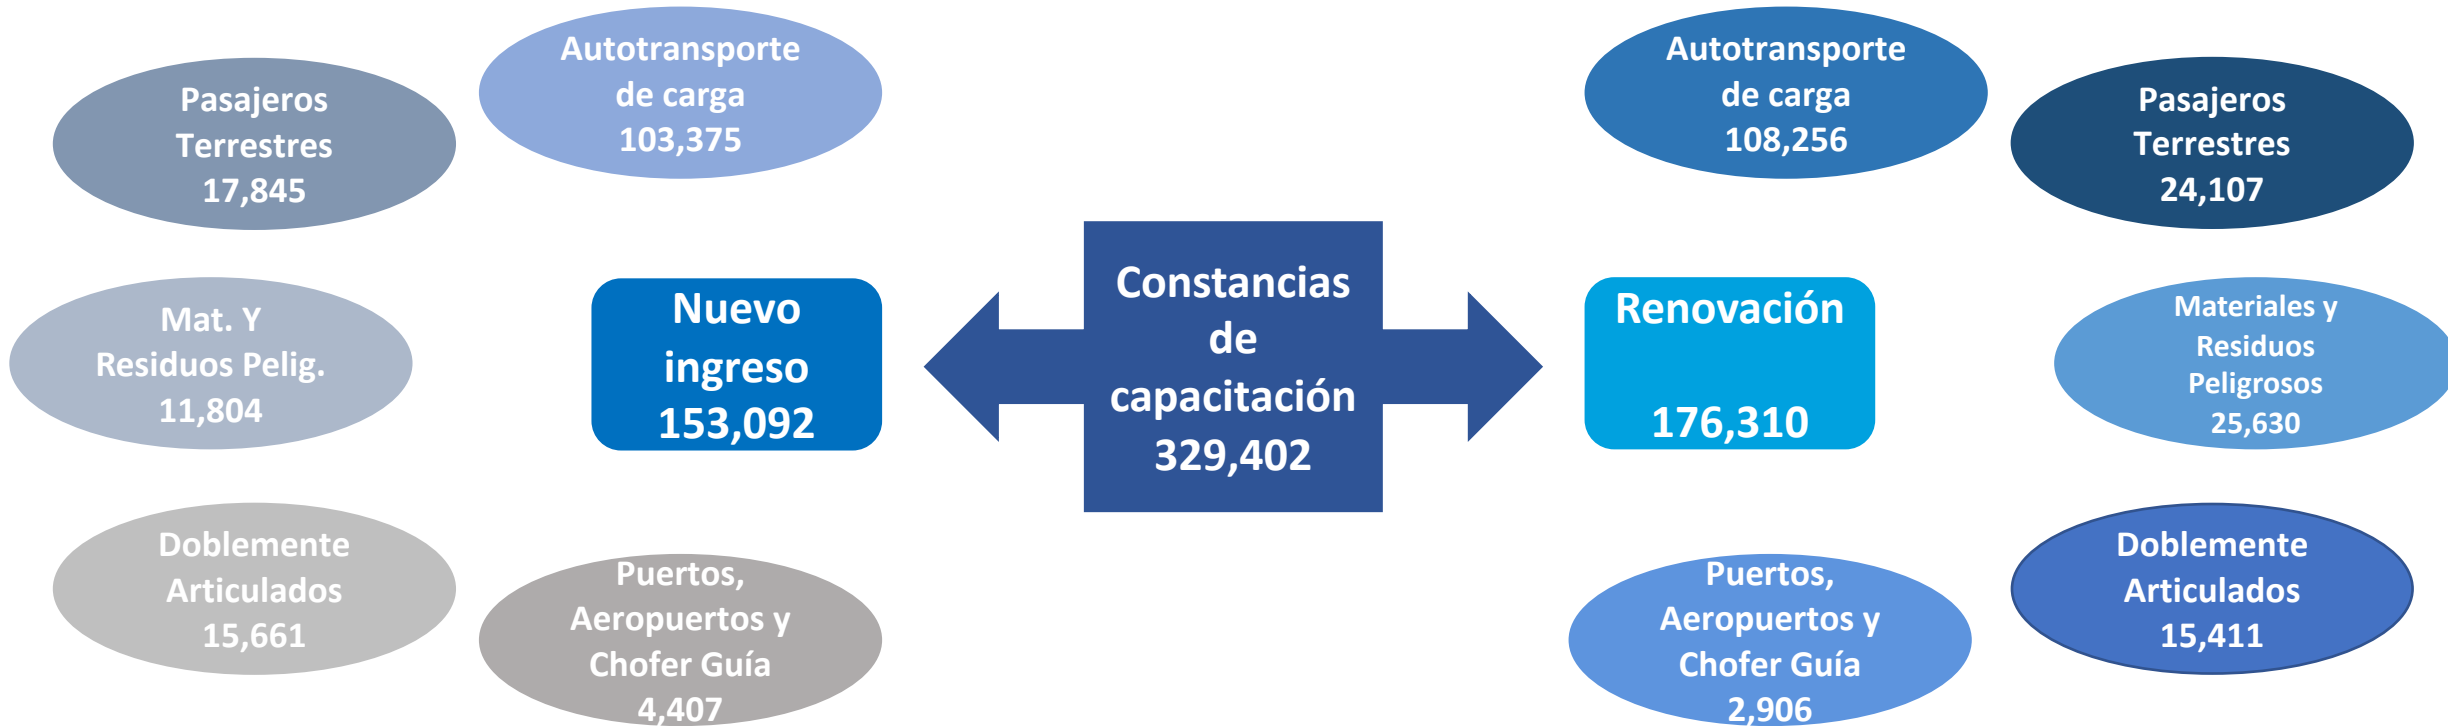 Autotransporte
de carga
103,375
Pasajeros
Terrestres
17,845
Mat. Y
Residuos Pelig.
11,804
Doblemente
Articulados
15,661
Puertos,
Aeropuertos y
Chofer Guía
4,407
Nuevo
ingreso
153,092
Constancias
de
capacitación
329,402
Renovación
176,310
Autotransporte
de carga
108,256
Pasajeros
Terrestres
24,107
Materiales y
Residuos
Peligrosos
25,630
Doblemente
Articulados
15,411
Puertos,
Aeropuertos y
Chofer Guía
2,906